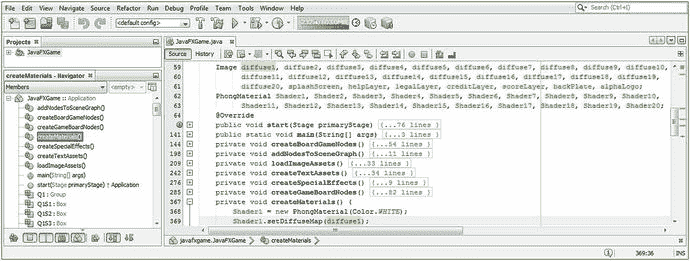 File Edit View Navigate Source Refactor Run Debug Profile Team Tools Window Help
Search (Ctrl+I)
<default config>
Projects
JavaFXGame
createMaterials - Navigator
Members
<empty>
JavaFXGame :: Application
addNodesToSceneGraph()
createBoardGameNodes()
createGameBoardNodes()
createMaterials()
createSpecialEffects()
createTextAssets()
loadImageAssets()
main(String[] args)
start(Stage primaryStage) ↑ Application
Q1 : Group
Q1S1 : Box
Q1S2 : Box
Q1S3 : Box
JavaFXGame.java
Source History
59 Image diffuse1, diffuse2, diffuse3, diffuse4, diffuse5, diffuse6, diffuse7, diffuse8, diffuse9, diffuse10,
60 diffuse11, diffuse12, diffuse13, diffuse14, diffuse15, diffuse16, diffuse17, diffuse18, diffuse19,
61 diffuse20, splashScreen, helpLayer, legalLayer, creditLayer, scoreLayer, backPlate, alphaLogo;
62 PhongMaterial Shader1, Shader2, Shader3, Shader4, Shader5, Shader6, Shader7, Shader8, Shader9, Shader10,
63 Shader11, Shader12, Shader13, Shader14, Shader15, Shader16, Shader17, Shader18, Shader19, Shader20;
64 @Override
public void start(Stage primaryStage) {...76 lines }
141 public static void main(String[] args) {...3 lines }
144 private void createBoardGameNodes() {...54 lines }
198 private void addNodesToSceneGraph() {...11 lines }
209 private void loadImageAssets() {...33 lines }
242 private void createTextAssets() {...34 lines }
276 private void createSpecialEffects() {...9 lines }
285 private void createGameBoardNodes() {...82 lines }
367 private void createMaterials() {
368 Shader1 = new PhongMaterial(Color.WHITE);
369 Shader1.setDiffuseMap(diffuse1);
javafxgame.JavaFXGame createMaterials
369:36 INS